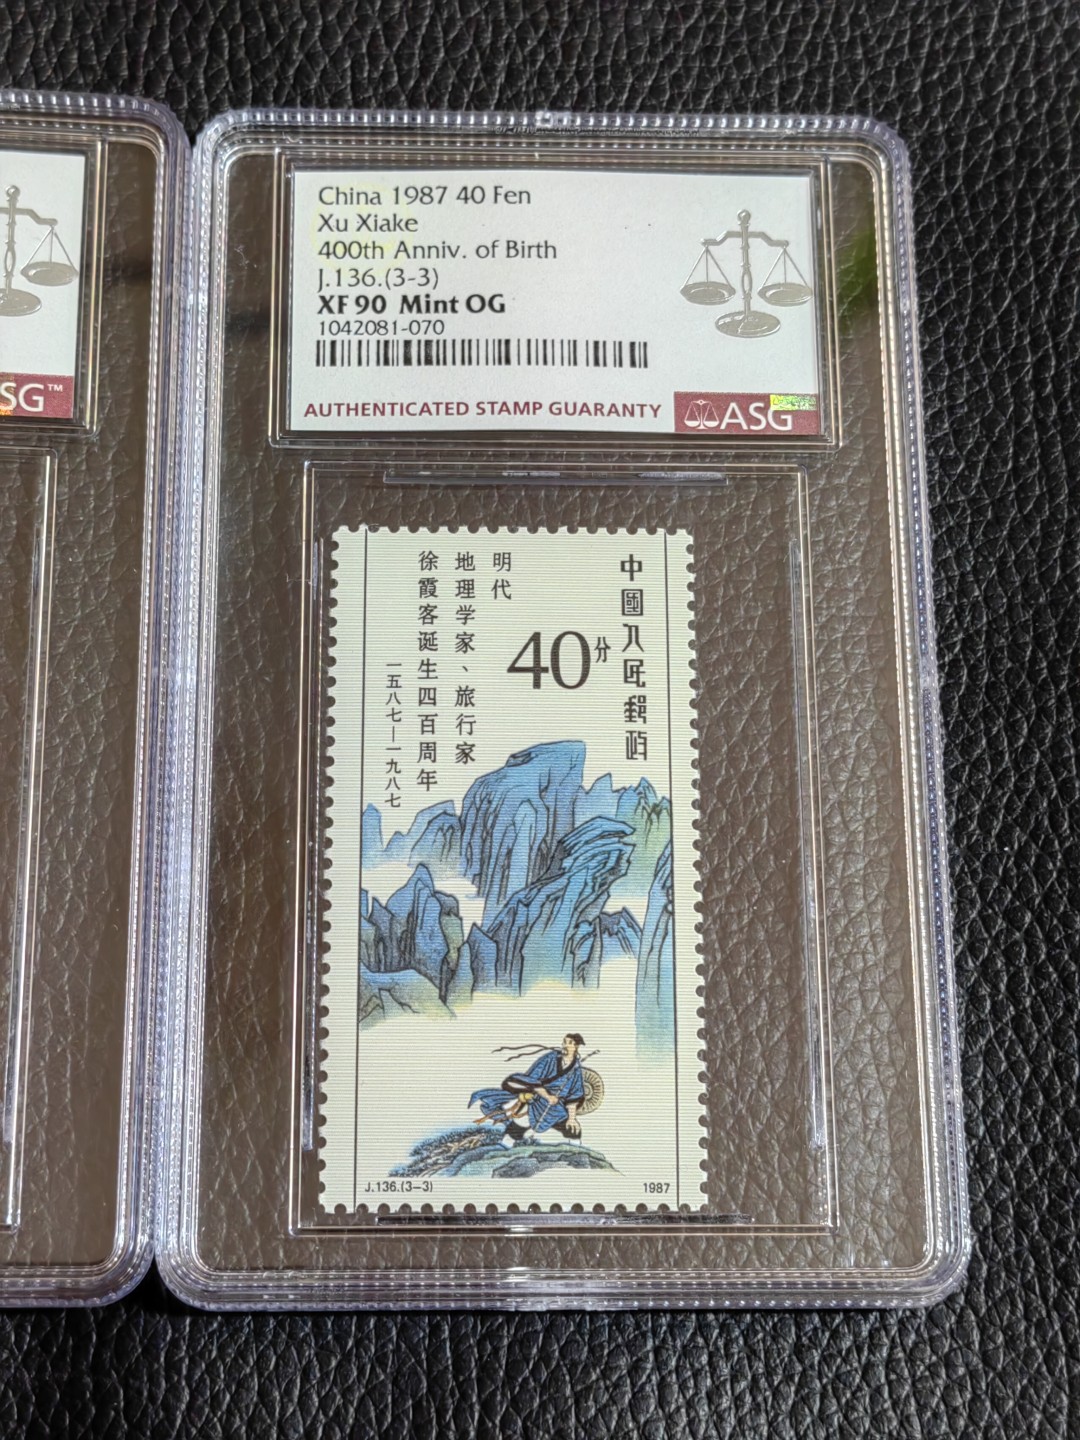 SG™
China 1987 40 Fen
Xu Xiake
400th Anniv. of Birth
J.136.(3-3)
XF 90 Mint OG
1042081-070
AUTHENTICATED STAMP GUARANTY
ASG
中國人民郵政
40分
明代
地理学家、旅行家
徐霞客诞生四百周年
一五八七—一九八七
J.136.(3-3)
1987